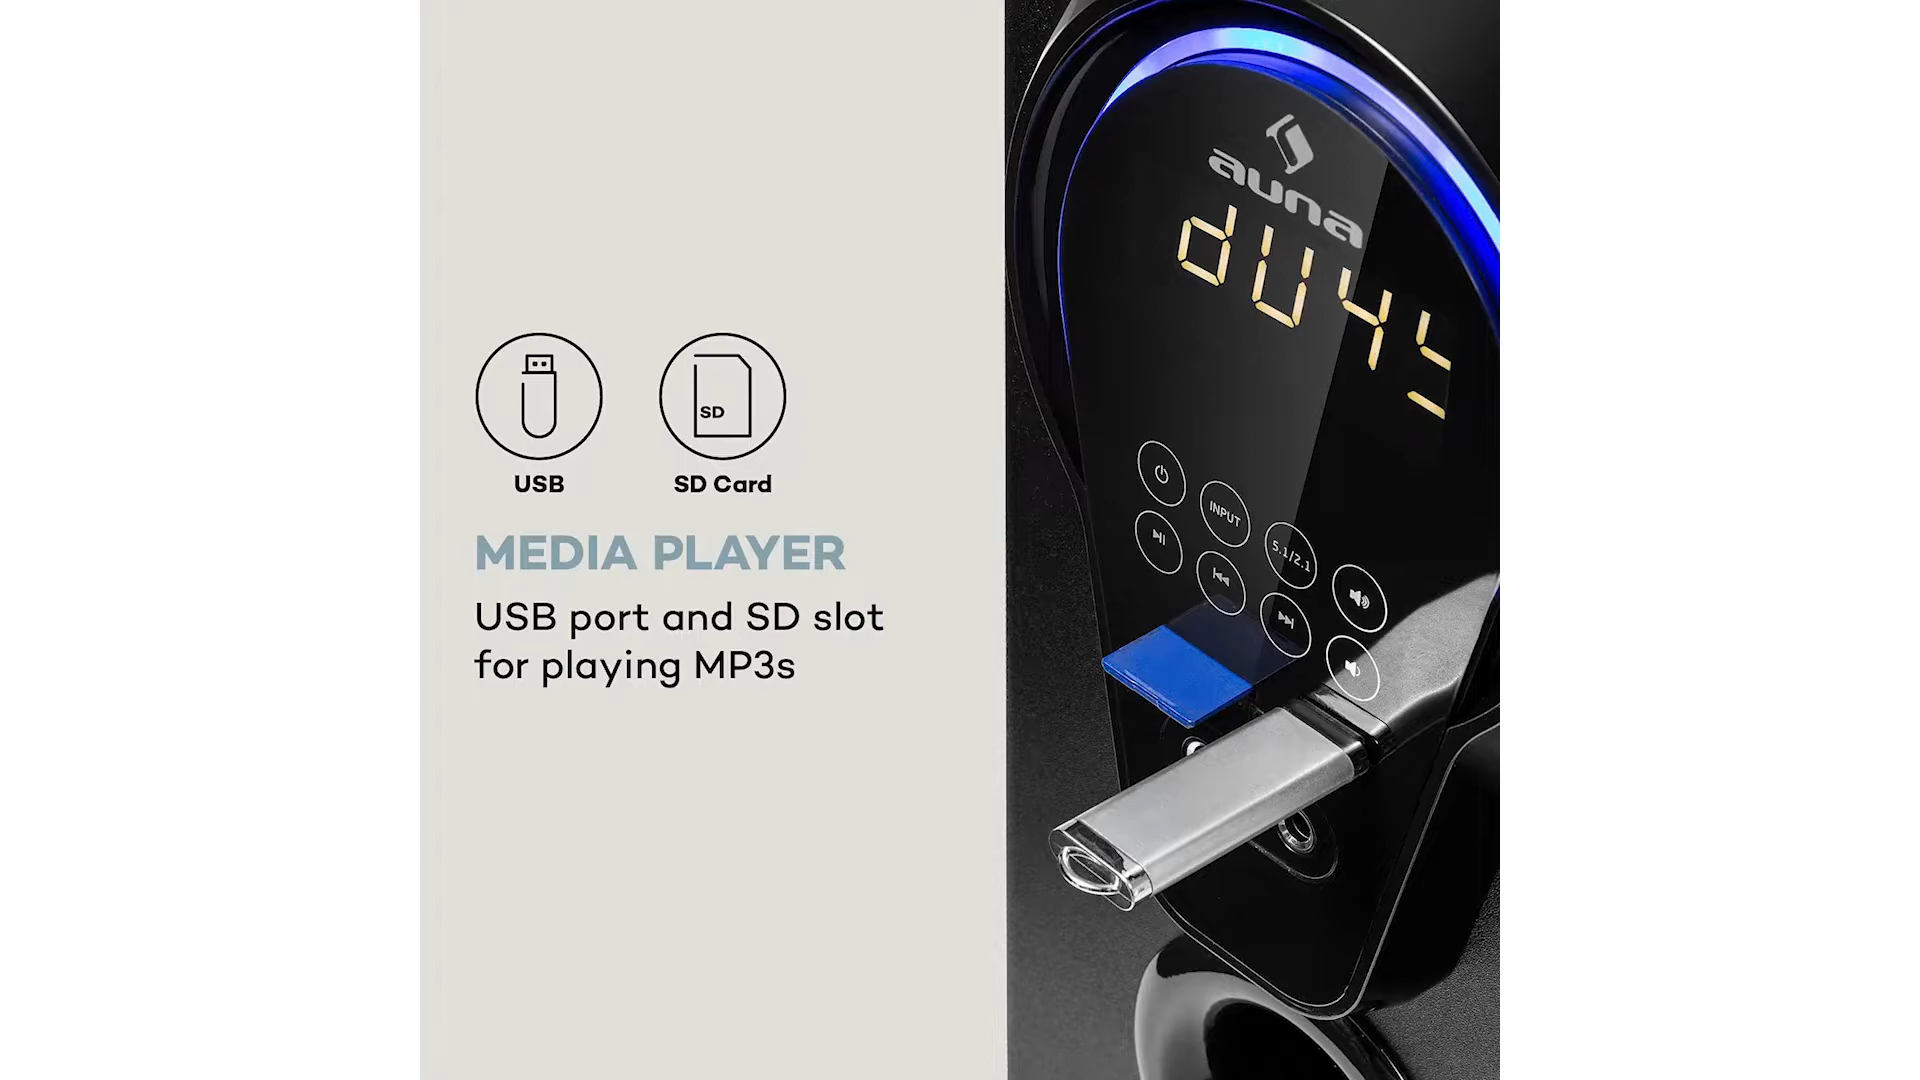 SD
USB
SD Card
MEDIA PLAYER
USB port and SD slot
for playing MP3s
auna
INPUT
5.1/2.1